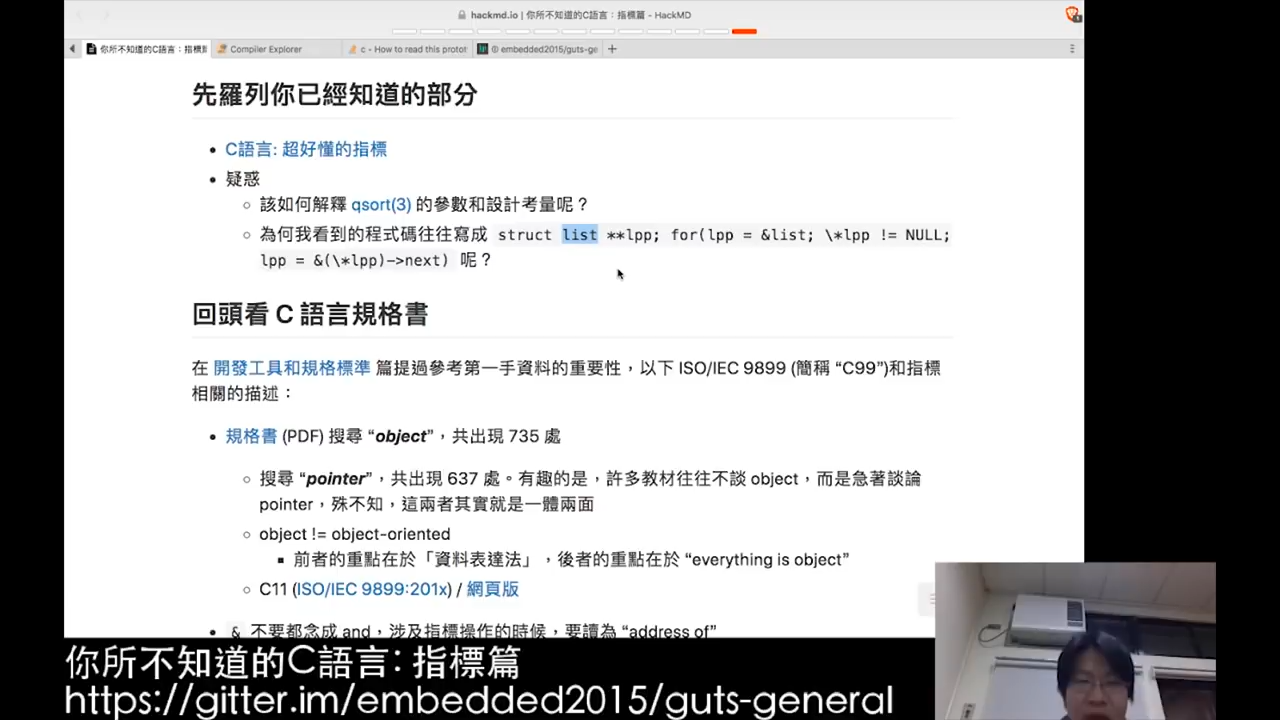 hackmd.io | 你所不知道的C語言：指標篇 - HackMD
你所不知道的C語言：指標篇
Compiler Explorer
c - How to read this protot
embedded2015/guts-ge
先羅列你已經知道的部分
C語言: 超好懂的指標
疑惑
該如何解釋 qsort(3) 的參數和設計考量呢？
為何我看到的程式碼往往寫成 struct list **lpp; for(lpp = &list; \*lpp != NULL;
lpp = &(\*lpp)->next) 呢？
回頭看 C 語言規格書
在 開發工具和規格標準 篇提過參考第一手資料的重要性，以下 ISO/IEC 9899 (簡稱 “C99”)和指標
相關的描述：
規格書 (PDF) 搜尋 “object”，共出現 735 處
搜尋 “pointer”，共出現 637 處。有趣的是，許多教材往往不談 object，而是急著談論
pointer，殊不知，這兩者其實就是一體兩面
object != object-oriented
前者的重點在於「資料表達法」，後者的重點在於 “everything is object”
C11 (ISO/IEC 9899:201x) / 網頁版
& 不要都念成 and，涉及指標操作的時候，要讀為 “address of”
你所不知道的C語言: 指標篇
https://gitter.im/embedded2015/guts-general